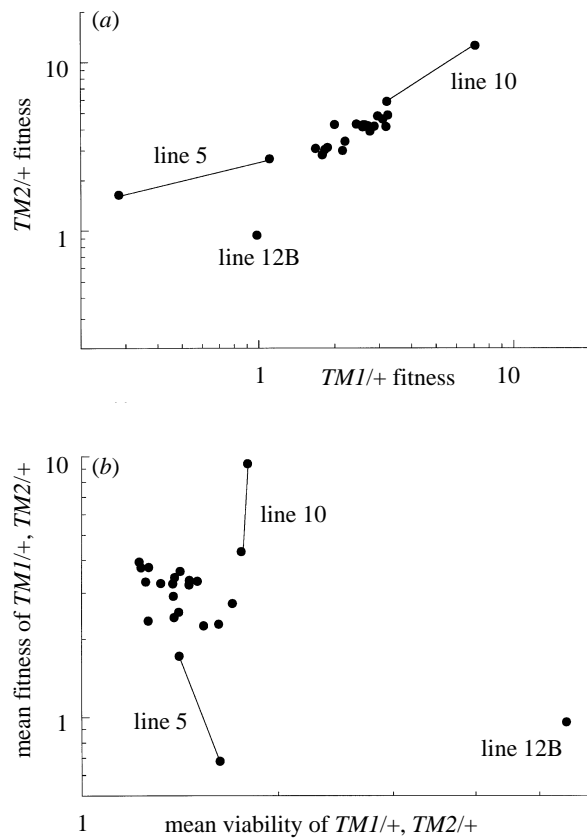 (a)
10
line 10
TM2/+ fitness
line 5
1
line 12B
1
TM1/+ fitness
10
(b)
10
line 10
mean fitness of TM1/+, TM2/+
line 5
1
line 12B
1
mean viability of TM1/+, TM2/+